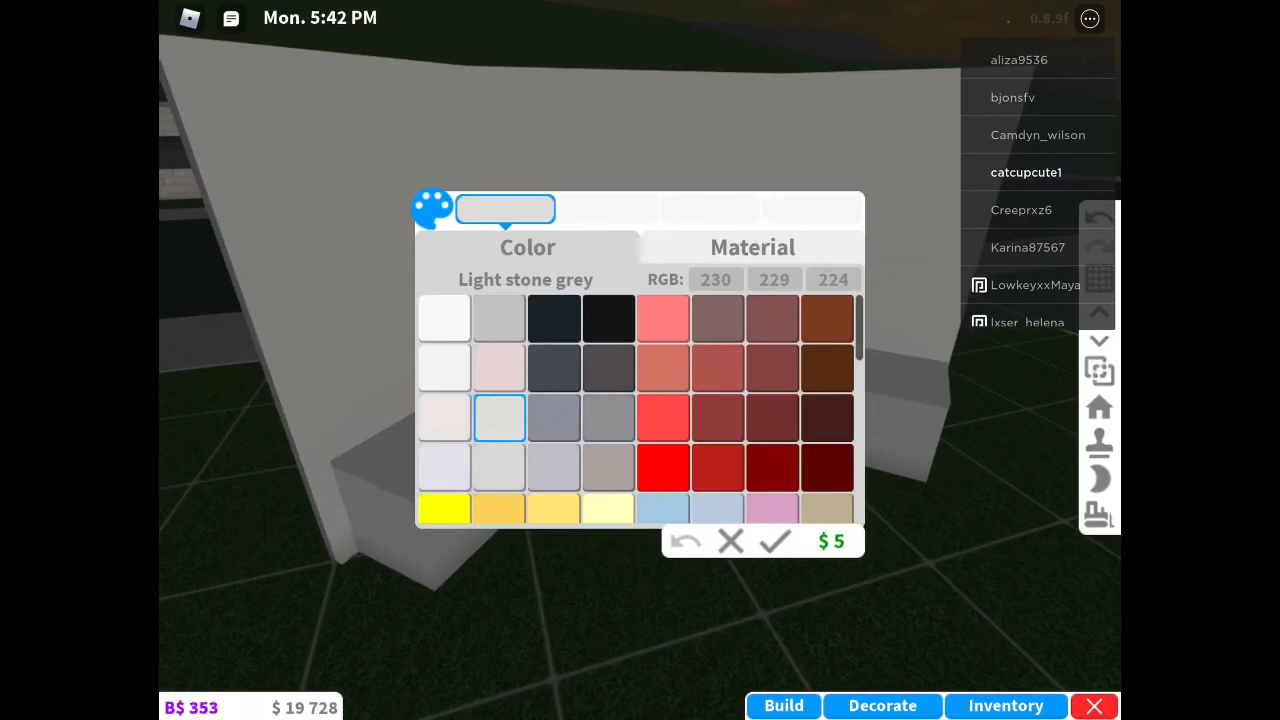 Mon. 5:42 PM
0.8.9f
aliza9536
bjonsfv
Camdyn_wilson
catcupcute1
Creeprxz6
Karina87567
LowkeyxxMaya
lxser_helena
Color
Material
Light stone grey
RGB: 230 229 224
$ 5
B$ 353
$ 19 728
Build
Decorate
Inventory